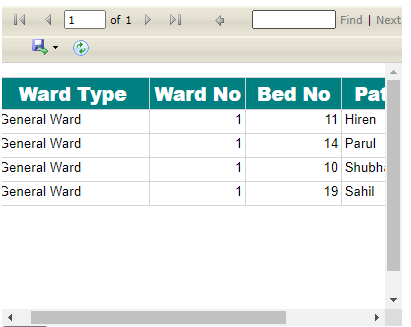 1 of 1 Find | Next
Ward Type Ward No Bed No Pat
General Ward 1 11 Hiren
General Ward 1 14 Parul
General Ward 1 10 Shubha
General Ward 1 19 Sahil